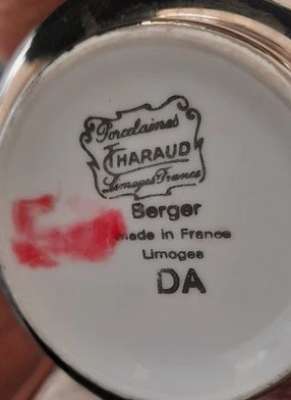 Porcelaines
THARAUD
Limoges France
Berger
made in France
Limoges
DA